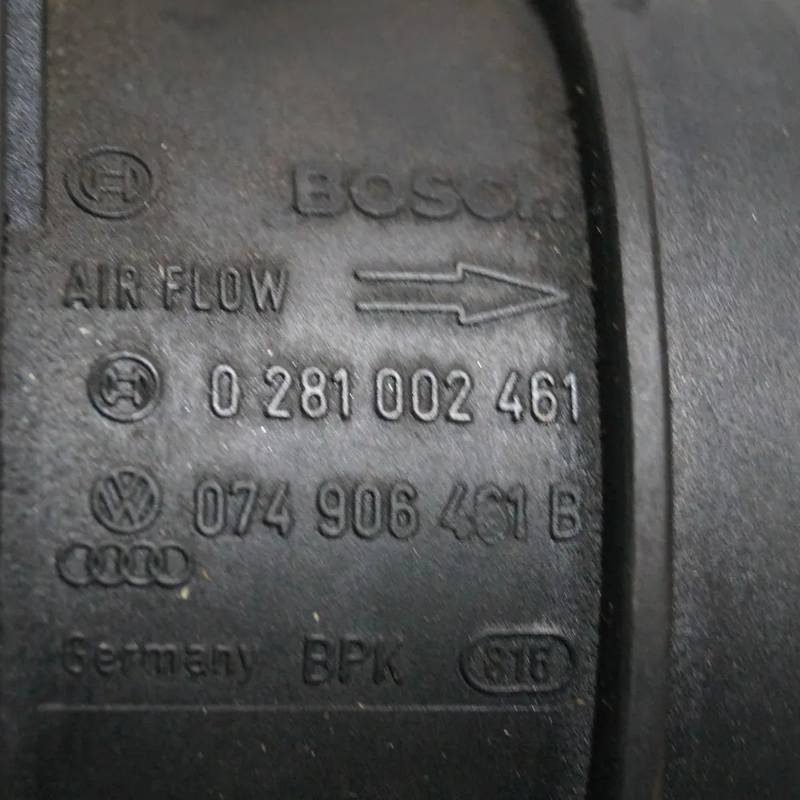 BOSCH
AIR FLOW
0 281 002 461
074 906 461 B
Germany BPK 816